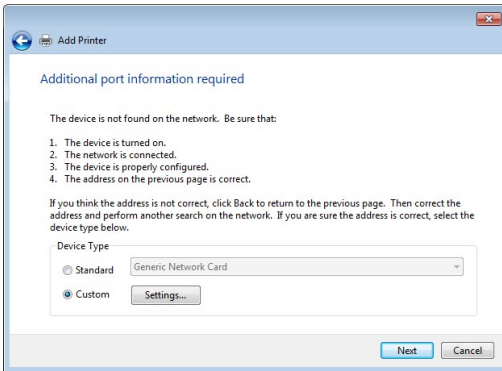 Add Printer
Additional port information required
The device is not found on the network.  Be sure that:
1.  The device is turned on.
2.  The network is connected.
3.  The device is properly configured.
4.  The address on the previous page is correct.
If you think the address is not correct, click Back to return to the previous page.  Then correct the
address and perform another search on the network.  If you are sure the address is correct, select the
device type below.
Device Type
Standard
Generic Network Card
Custom
Settings...
Next
Cancel